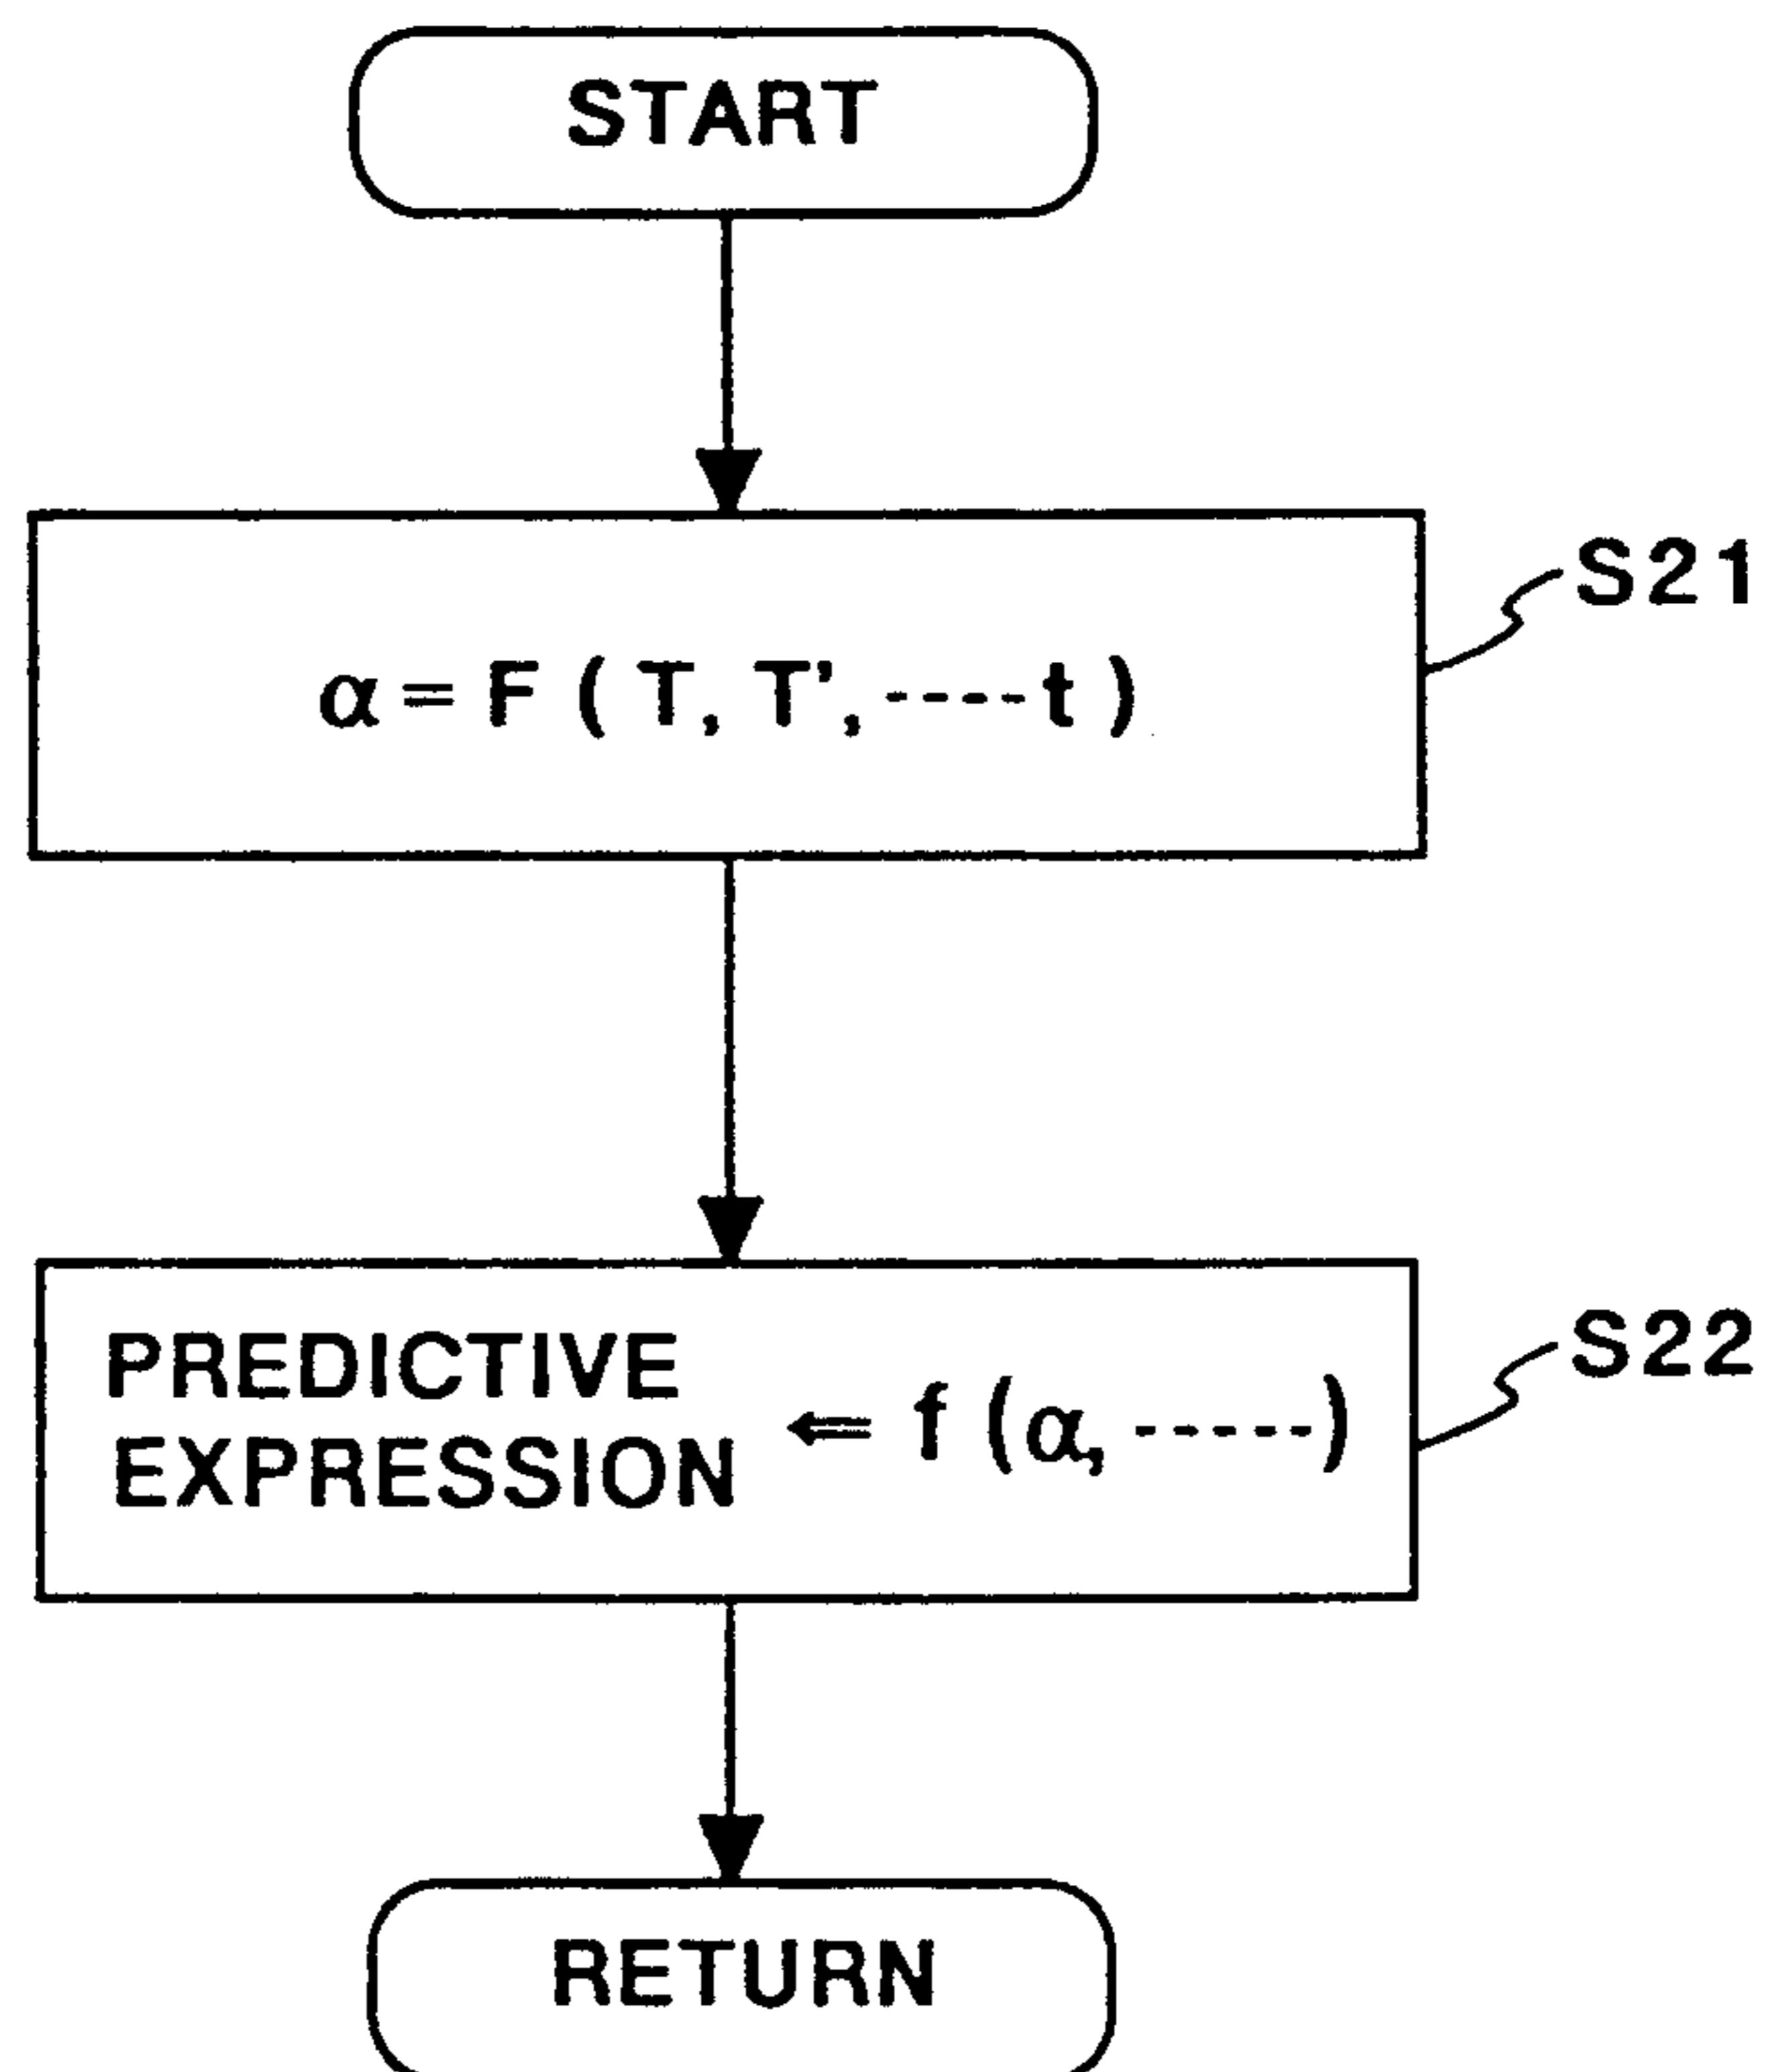 START
S21
α = F ( T, T', ---- t )
S22
PREDICTIVE
EXPRESSION ⇐ f (α, -----)
RETURN